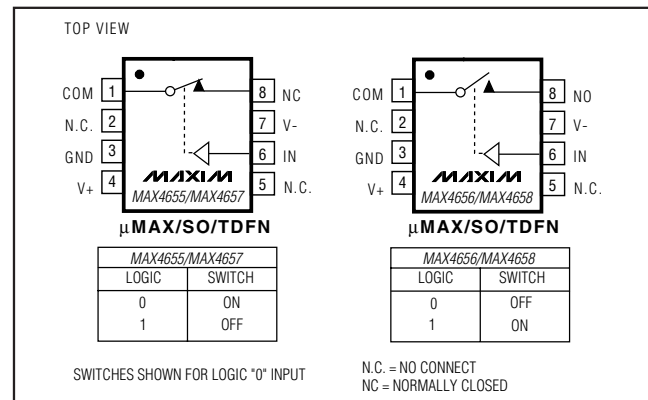 TOP VIEW
COM 1
N.C. 2
GND 3
V+ 4
8 NC
7 V-
6 IN
5 N.C.
MAXIM
MAX4655/MAX4657
µMAX/SO/TDFN
COM 1
N.C. 2
GND 3
V+ 4
8 NO
7 V-
6 IN
5 N.C.
MAXIM
MAX4656/MAX4658
µMAX/SO/TDFN
MAX4655/MAX4657
LOGIC SWITCH
0 ON
1 OFF
MAX4656/MAX4658
LOGIC SWITCH
0 OFF
1 ON
SWITCHES SHOWN FOR LOGIC "0" INPUT
N.C. = NO CONNECT
NC = NORMALLY CLOSED